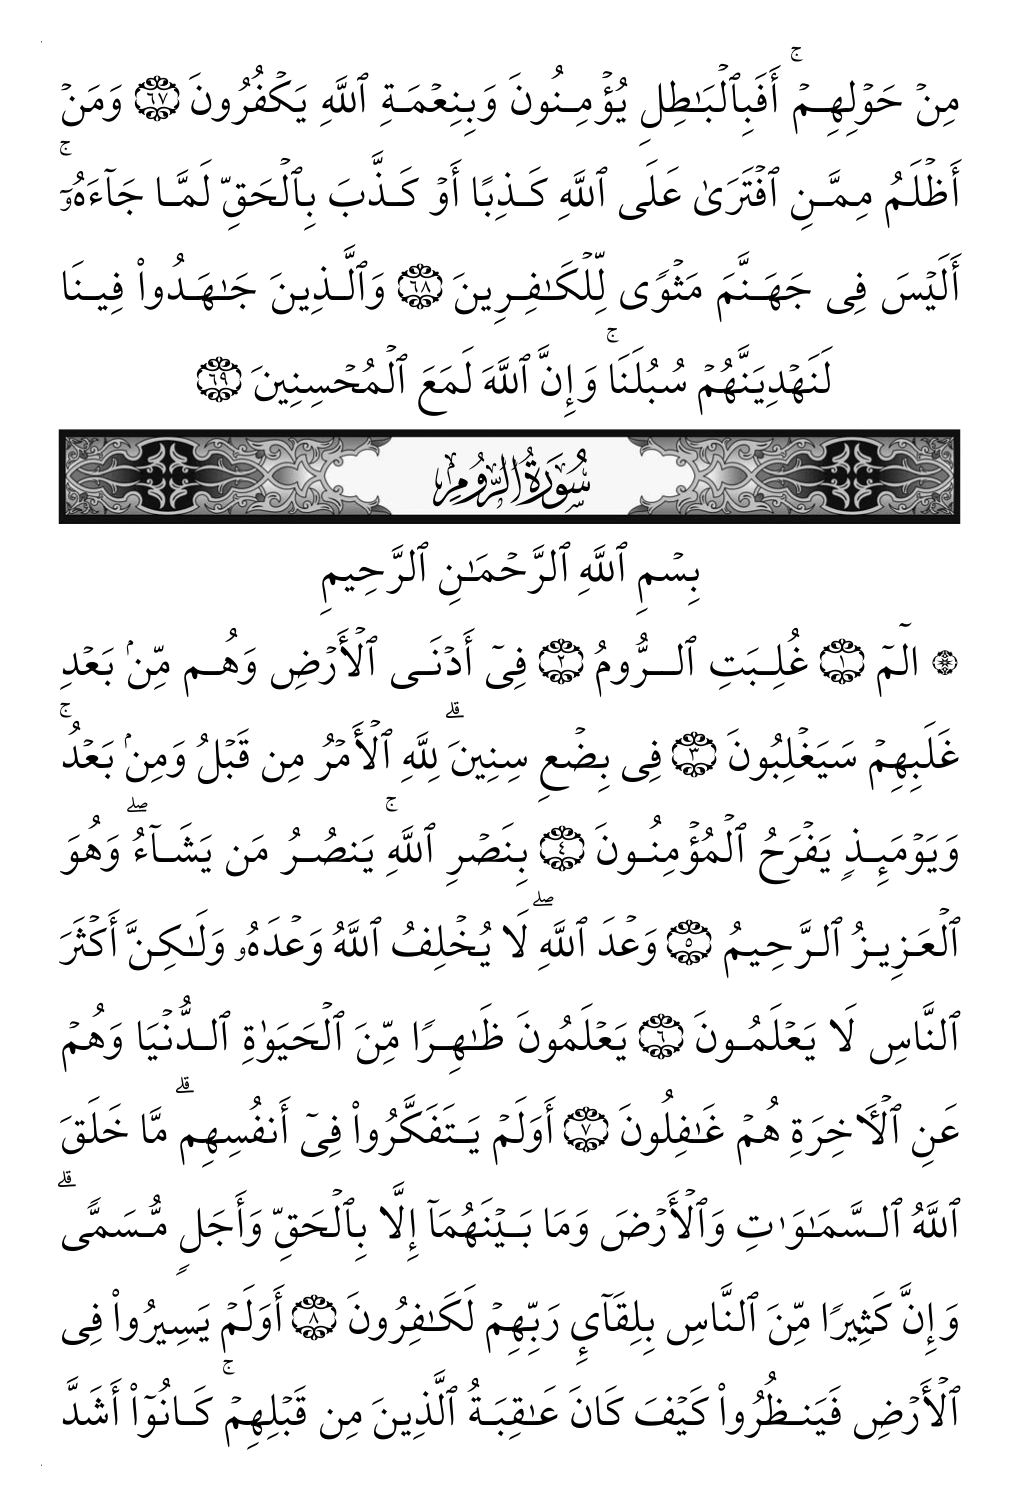 مِنۡ حَوۡلِهِمۡۚ أَفَبِٱلۡبَٰطِلِ يُؤۡمِنُونَ وَبِنِعۡمَةِ ٱللَّهِ يَكۡفُرُونَ ٦٧ وَمَنۡ
أَظۡلَمُ مِمَّنِ ٱفۡتَرَىٰ عَلَى ٱللَّهِ كَذِبًا أَوۡ كَذَّبَ بِٱلۡحَقِّ لَمَّا جَآءَهُۥٓۚ
أَلَيۡسَ فِى جَهَنَّمَ مَثۡوًى لِّلۡكَٰفِرِينَ ٦٨ وَٱلَّذِينَ جَٰهَدُوا۟ فِينَا
لَنَهۡدِيَنَّهُمۡ سُبُلَنَاۚ وَإِنَّ ٱللَّهَ لَمَعَ ٱلۡمُحۡسِنِينَ ٦٩
سُورَةُ الرُّومِ
بِسۡمِ ٱللَّهِ ٱلرَّحۡمَٰنِ ٱلرَّحِيمِ
۞ الٓمٓ ١ غُلِبَتِ ٱلرُّومُ ٢ فِىٓ أَدۡنَى ٱلۡأَرۡضِ وَهُم مِّنۢ بَعۡدِ
غَلَبِهِمۡ سَيَغۡلِبُونَ ٣ فِى بِضۡعِ سِنِينَۗ لِلَّهِ ٱلۡأَمۡرُ مِن قَبۡلُ وَمِنۢ بَعۡدُۚ
وَيَوۡمَئِذٍ يَفۡرَحُ ٱلۡمُؤۡمِنُونَ ٤ بِنَصۡرِ ٱللَّهِۚ يَنصُرُ مَن يَشَآءُۖ وَهُوَ
ٱلۡعَزِيزُ ٱلرَّحِيمُ ٥ وَعۡدَ ٱللَّهِۖ لَا يُخۡلِفُ ٱللَّهُ وَعۡدَهُۥ وَلَٰكِنَّ أَكۡثَرَ
ٱلنَّاسِ لَا يَعۡلَمُونَ ٦ يَعۡلَمُونَ ظَٰهِرًا مِّنَ ٱلۡحَيَوٰةِ ٱلدُّنۡيَا وَهُمۡ
عَنِ ٱلۡأٓخِرَةِ هُمۡ غَٰفِلُونَ ٧ أَوَلَمۡ يَتَفَكَّرُوا۟ فِىٓ أَنفُسِهِمۗ مَّا خَلَقَ
ٱللَّهُ ٱلسَّمَٰوَٰتِ وَٱلۡأَرۡضَ وَمَا بَيۡنَهُمَآ إِلَّا بِٱلۡحَقِّ وَأَجَلٍ مُّسَمًّىۗ
وَإِنَّ كَثِيرًا مِّنَ ٱلنَّاسِ بِلِقَآئِ رَبِّهِمۡ لَكَٰفِرُونَ ٨ أَوَلَمۡ يَسِيرُوا۟ فِى
ٱلۡأَرۡضِ فَيَنظُرُوا۟ كَيۡفَ كَانَ عَٰقِبَةُ ٱلَّذِينَ مِن قَبۡلِهِمۡۚ كَانُوٓا۟ أَشَدَّ